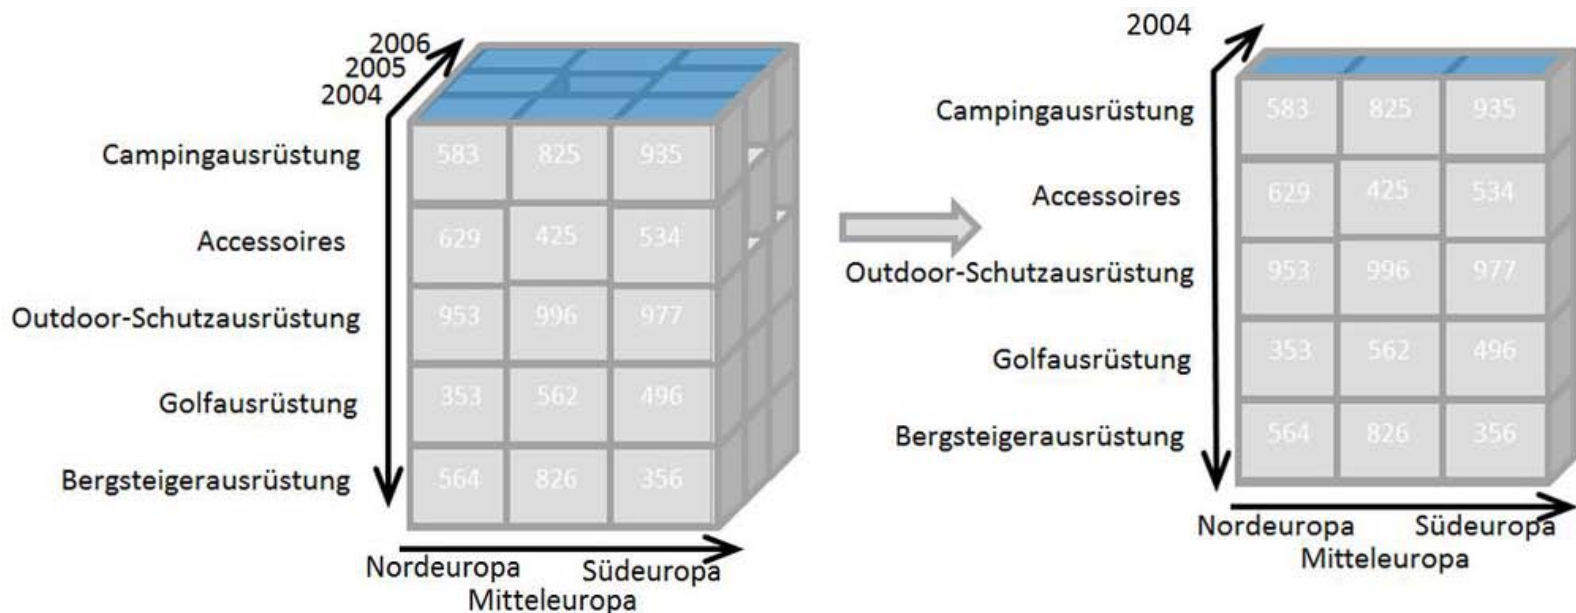 2006
2005
2004
Campingausrüstung
583 825 935
Accessoires
629 425 534
Outdoor-Schutzausrüstung
953 996 977
Golfausrüstung
353 562 496
Bergsteigerausrüstung
564 826 356
Nordeuropa
Mitteleuropa
Südeuropa
2004
Campingausrüstung
583 825 935
Accessoires
629 425 534
Outdoor-Schutzausrüstung
953 996 977
Golfausrüstung
353 562 496
Bergsteigerausrüstung
564 826 356
Nordeuropa
Mitteleuropa
Südeuropa